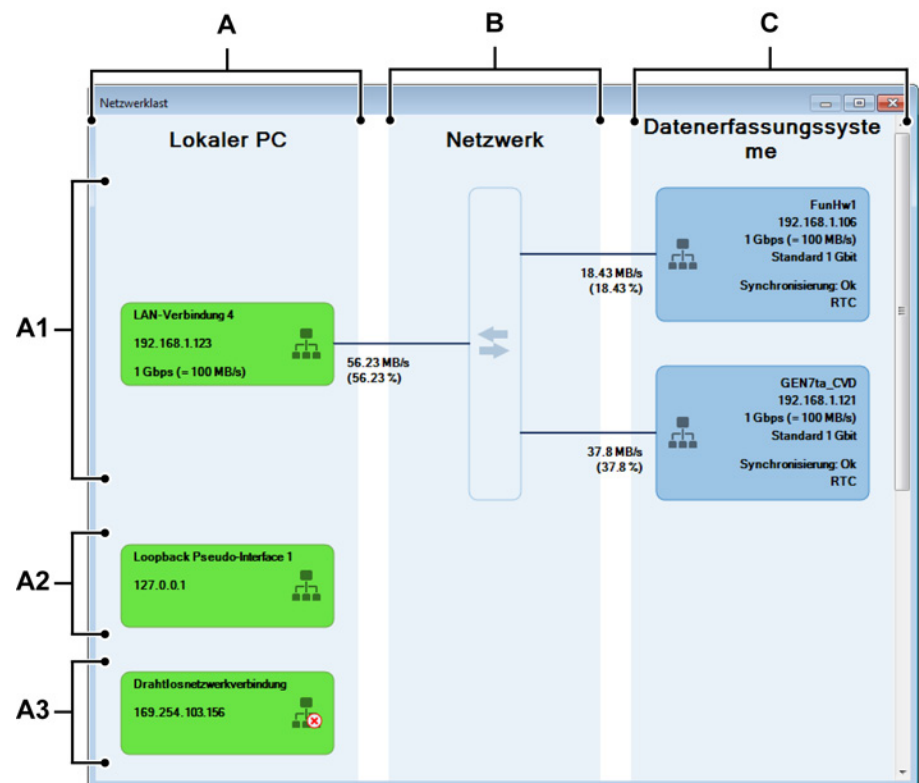 A
B
C
Netzwerklast
Lokaler PC
Netzwerk
Datenerfassungssyste
me
A1
LAN-Verbindung 4
192.168.1.123
1 Gbps (= 100 MB/s)
56.23 MB/s
(56.23 %)
18.43 MB/s
(18.43 %)
FunHw1
192.168.1.106
1 Gbps (= 100 MB/s)
Standard 1 Gbit
Synchronisierung: Ok
RTC
37.8 MB/s
(37.8 %)
GEN7ta_CVD
192.168.1.121
1 Gbps (= 100 MB/s)
Standard 1 Gbit
Synchronisierung: Ok
RTC
A2
Loopback Pseudo-Interface 1
127.0.0.1
A3
Drahtlosnetzwerkverbindung
169.254.103.156